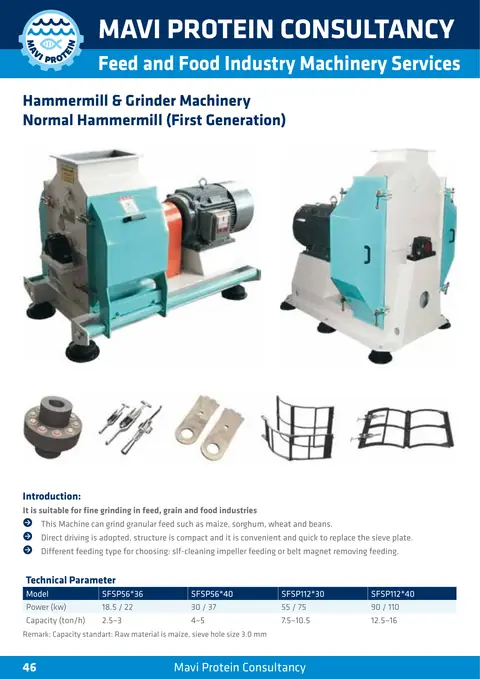 MAVI PROTEIN
MAVI PROTEIN CONSULTANCY
Feed and Food Industry Machinery Services
Hammermill & Grinder Machinery
Normal Hammermill (First Generation)
Introduction:
It is suitable for fine grinding in feed, grain and food industries
This Machine can grind granular feed such as maize, sorghum, wheat and beans.
Direct driving is adopted, structure is compact and it is convenient and quick to replace the sieve plate.
Different feeding type for choosing: slf-cleaning impeller feeding or belt magnet removing feeding.
Technical Parameter
Model SFSP56*36 SFSP56*40 SFSP112*30 SFSP112*40
Power (kw) 18.5 / 22 30 / 37 55 / 75 90 / 110
Capacity (ton/h) 2.5–3 4–5 7.5–10.5 12.5–16
Remark: Capacity standart: Raw material is maize, sieve hole size 3.0 mm
46 Mavi Protein Consultancy